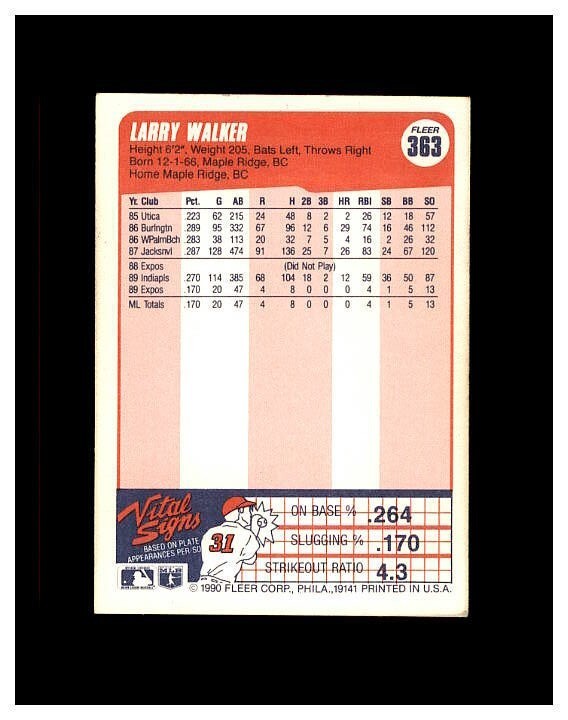 LARRY WALKER
Height 6'2", Weight 205, Bats Left, Throws Right
Born 12-1-66, Maple Ridge, BC
Home Maple Ridge, BC
FLEER
363
Yr. Club Pct. G AB R H 2B 3B HR RBI SB BB SO
85 Utica .223 62 215 24 48 8 2 2 26 12 18 57
86 Burlngtn .289 95 332 67 96 12 6 29 74 16 46 112
86 WPalmBch .283 38 113 20 32 7 5 4 16 2 26 32
87 Jacksnvl .287 128 474 91 136 25 7 26 83 24 67 120
88 Expos (Did Not Play)
89 Indiapls .270 114 385 68 104 18 2 12 59 36 50 87
89 Expos .170 20 47 4 8 0 0 0 4 1 5 13
ML Totals .170 20 47 4 8 0 0 0 4 1 5 13
Vital
Signs
BASED ON PLATE
APPEARANCES PER/SO
31
ON BASE % .264
SLUGGING % .170
STRIKEOUT RATIO 4.3
MLB
© 1990 FLEER CORP., PHILA.,19141 PRINTED IN U.S.A.